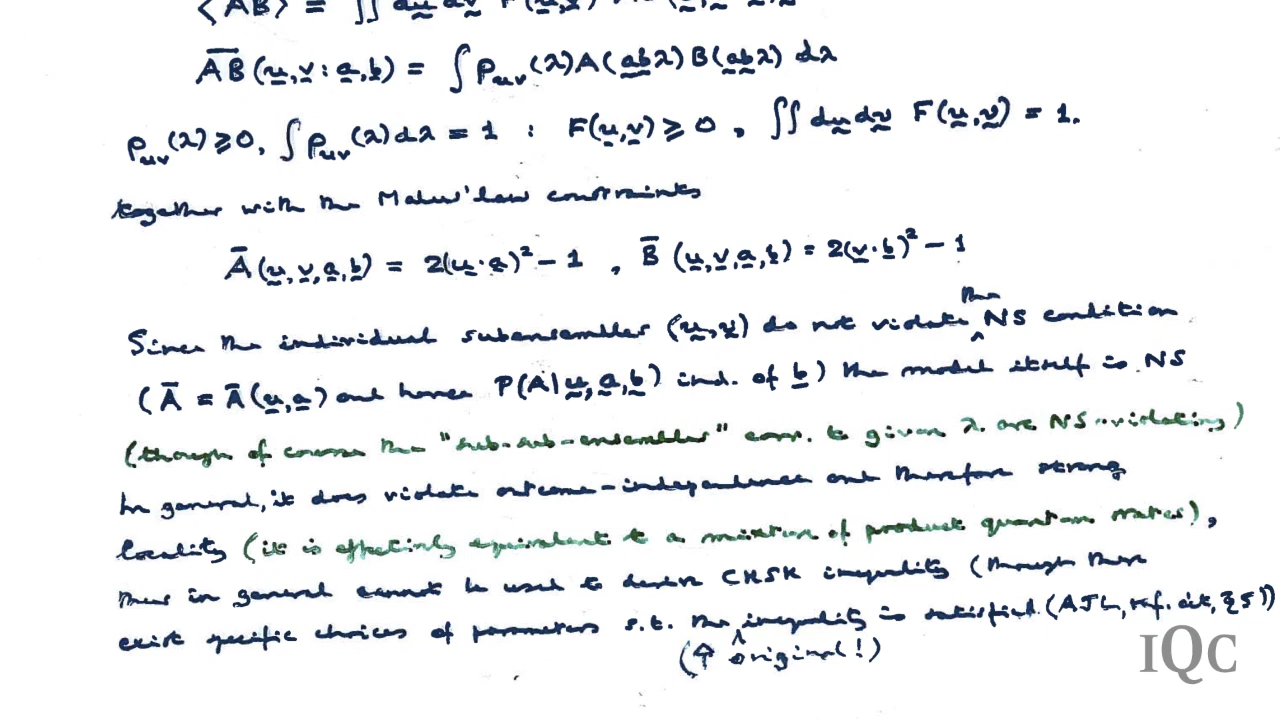 ⟨AB⟩ = ∬ du dv F(u,v)
AB̅ (u,v : a,b) = ∫ ρ_uv (λ) A(abλ) B(abλ) dλ
ρ_uv (λ) ≥ 0, ∫ ρ_uv (λ) dλ = 1 : F(u,v) ≥ 0, ∬ du dv F(u,v) = 1.
together with the Malus' law constraints
A̅ (u,v,a,b) = 2(u·a)² − 1 , B̅ (u,v,a,b) = 2(v·b)² − 1
the
Since the individual subensembles (u,v) do not violate ^ NS condition
(A̅ = A̅(u,a) and hence P(A|u,a,b) ind. of b) the model itself is NS
(though of course the "sub-sub-ensembles" corr. to given λ are NS-violating)
In general, it does violate outcome-independence and therefore strong
locality (it is effectively equivalent to a mixture of product quantum states),
thus in general cannot be used to derive CHSH inequality (though there
exist specific choices of parameters s.t. the ^ inequality is satisfied. (AJL, ref. cit, §5))
(↑ original!)
IQC